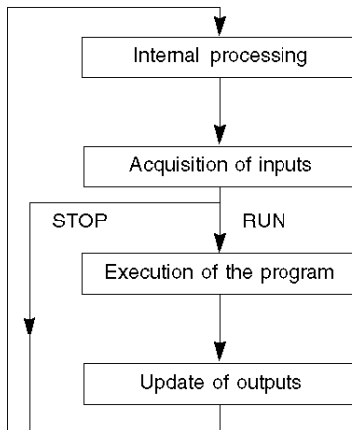 Internal processing
Acquisition of inputs
STOP RUN
Execution of the program
Update of outputs